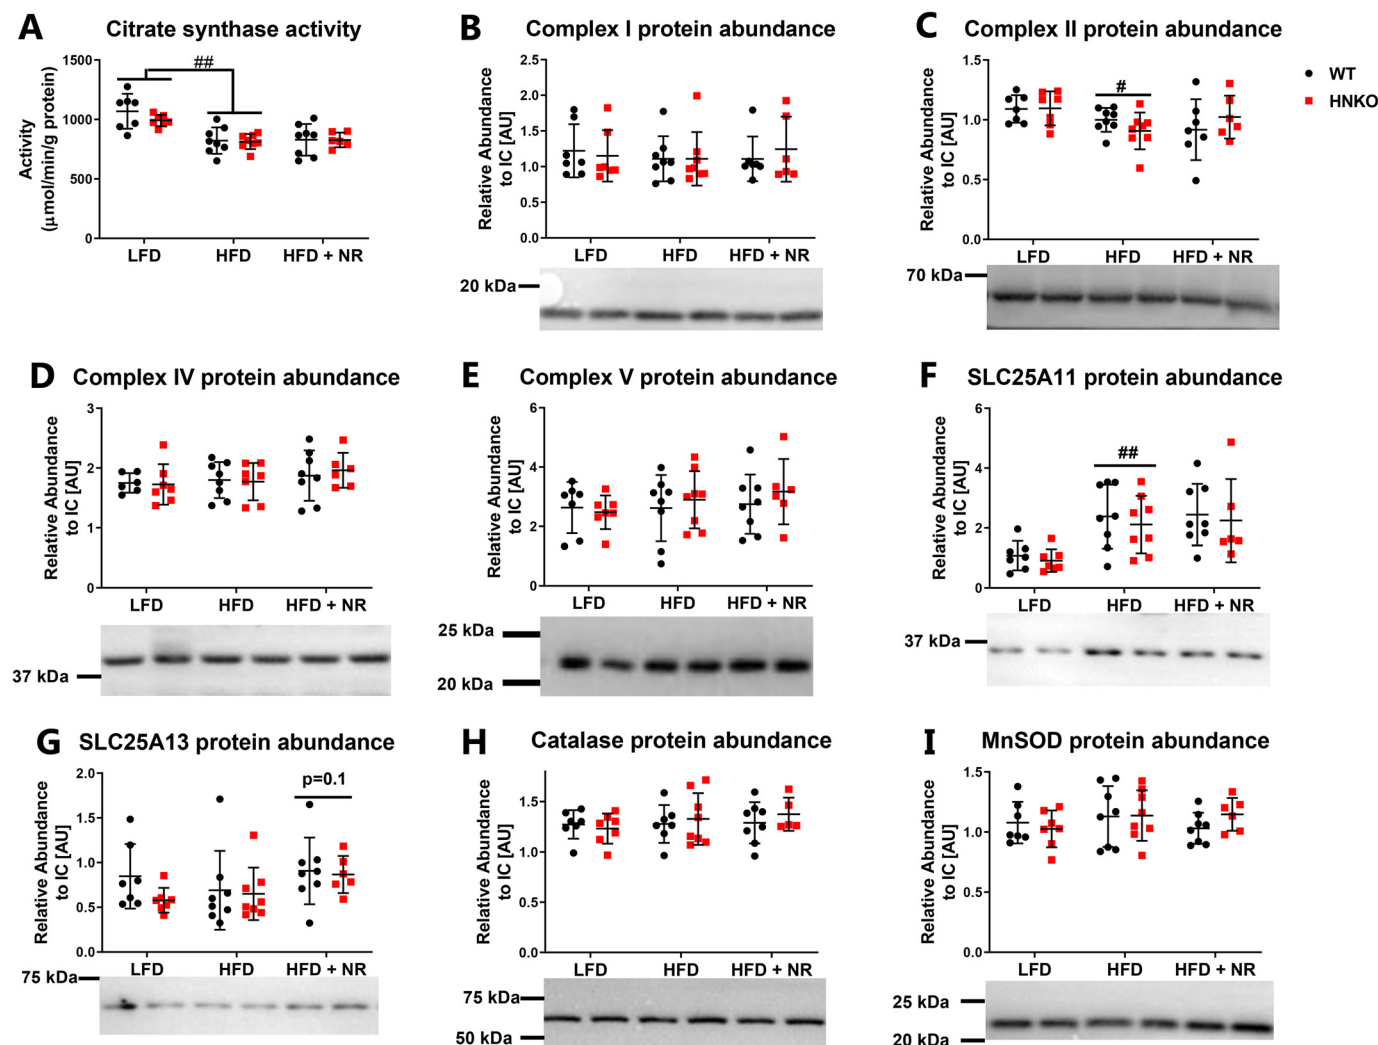 A Citrate synthase activity
Activity
(µmol/min/g protein)
1500
1000
500
0
##
LFD HFD HFD + NR
B Complex I protein abundance
Relative Abundance
to IC [AU]
2.5
2.0
1.5
1.0
0.5
0.0
LFD HFD HFD + NR
20 kDa
C Complex II protein abundance
Relative Abundance
to IC [AU]
1.5
1.0
0.5
0.0
#
LFD HFD HFD + NR
70 kDa
WT
HNKO
D Complex IV protein abundance
Relative Abundance
to IC [AU]
3
2
1
0
LFD HFD HFD + NR
37 kDa
E Complex V protein abundance
Relative Abundance
to IC [AU]
6
4
2
0
LFD HFD HFD + NR
25 kDa
20 kDa
F SLC25A11 protein abundance
Relative Abundance
to IC [AU]
6
4
2
0
##
LFD HFD HFD + NR
37 kDa
G SLC25A13 protein abundance
Relative Abundance
to IC [AU]
2.0
1.5
1.0
0.5
0.0
p=0.1
LFD HFD HFD + NR
75 kDa
H Catalase protein abundance
Relative Abundance
to IC [AU]
1.5
1.0
0.5
0.0
LFD HFD HFD + NR
75 kDa
50 kDa
I MnSOD protein abundance
Relative Abundance
to IC [AU]
1.5
1.0
0.5
0.0
LFD HFD HFD + NR
25 kDa
20 kDa